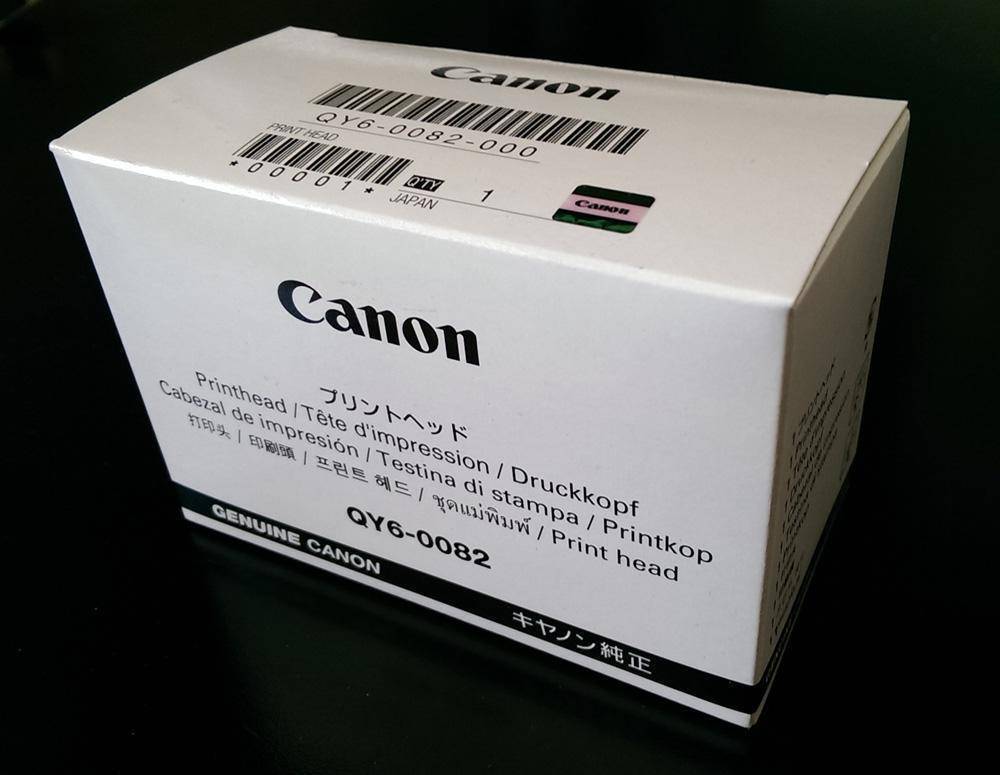 Canon
QY6-0082-000
PRINT HEAD
*00001* Q'TY 1
JAPAN
Canon
Canon
プリントヘッド
Printhead / Tête d'impression / Druckkopf
Cabezal de impresión / Testina di stampa / Printkop
打印头 / 印刷頭 / 프린트 헤드 / ชุดแม่พิมพ์ / Print head
QY6-0082
GENUINE CANON
キヤノン純正